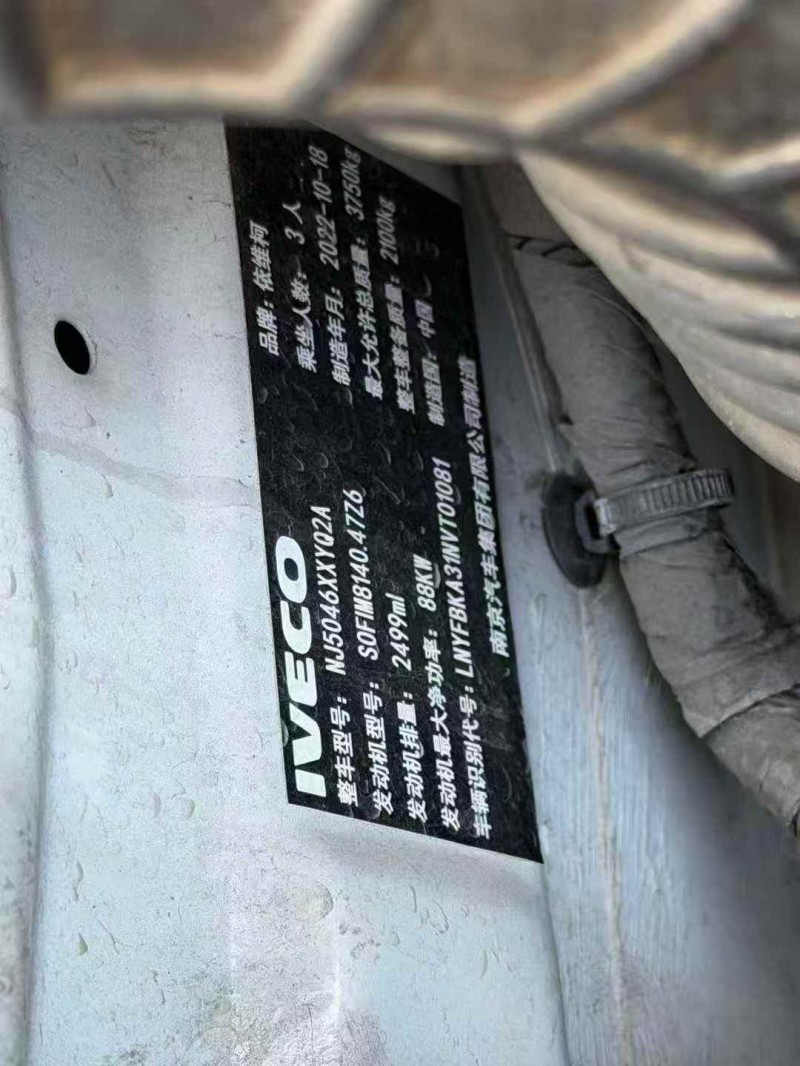 IVECO
品牌：依维柯
整车型号：NJ5046XXYQ2A
乘坐人数：3人
发动机型号：SOFIM8140.47Z6
制造年月：2022-10-18
发动机排量：2499ml
最大允许总质量：3750kg
发动机最大净功率：88KW
整车整备质量：2100kg
车辆识别代号：LNYFBKA31NVT01081
制造国：中国
南京汽车集团有限公司制造